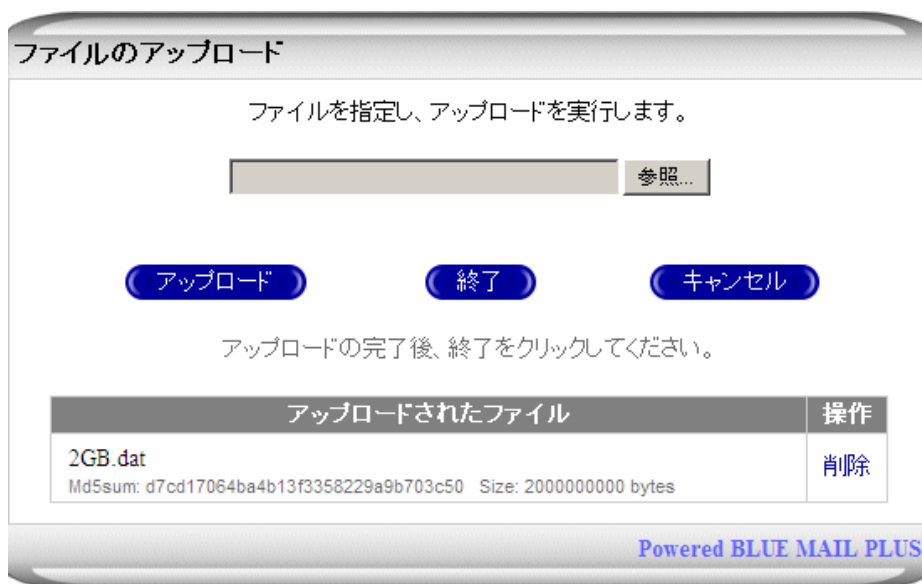 ファイルのアップロード
ファイルを指定し、アップロードを実行します。
参照...
アップロード 終了 キャンセル
アップロードの完了後、終了をクリックしてください。
アップロードされたファイル 操作
2GB.dat 削除
Md5sum: d7cd17064ba4b13f3358229a9b703c50 Size: 2000000000 bytes
Powered BLUE MAIL PLUS